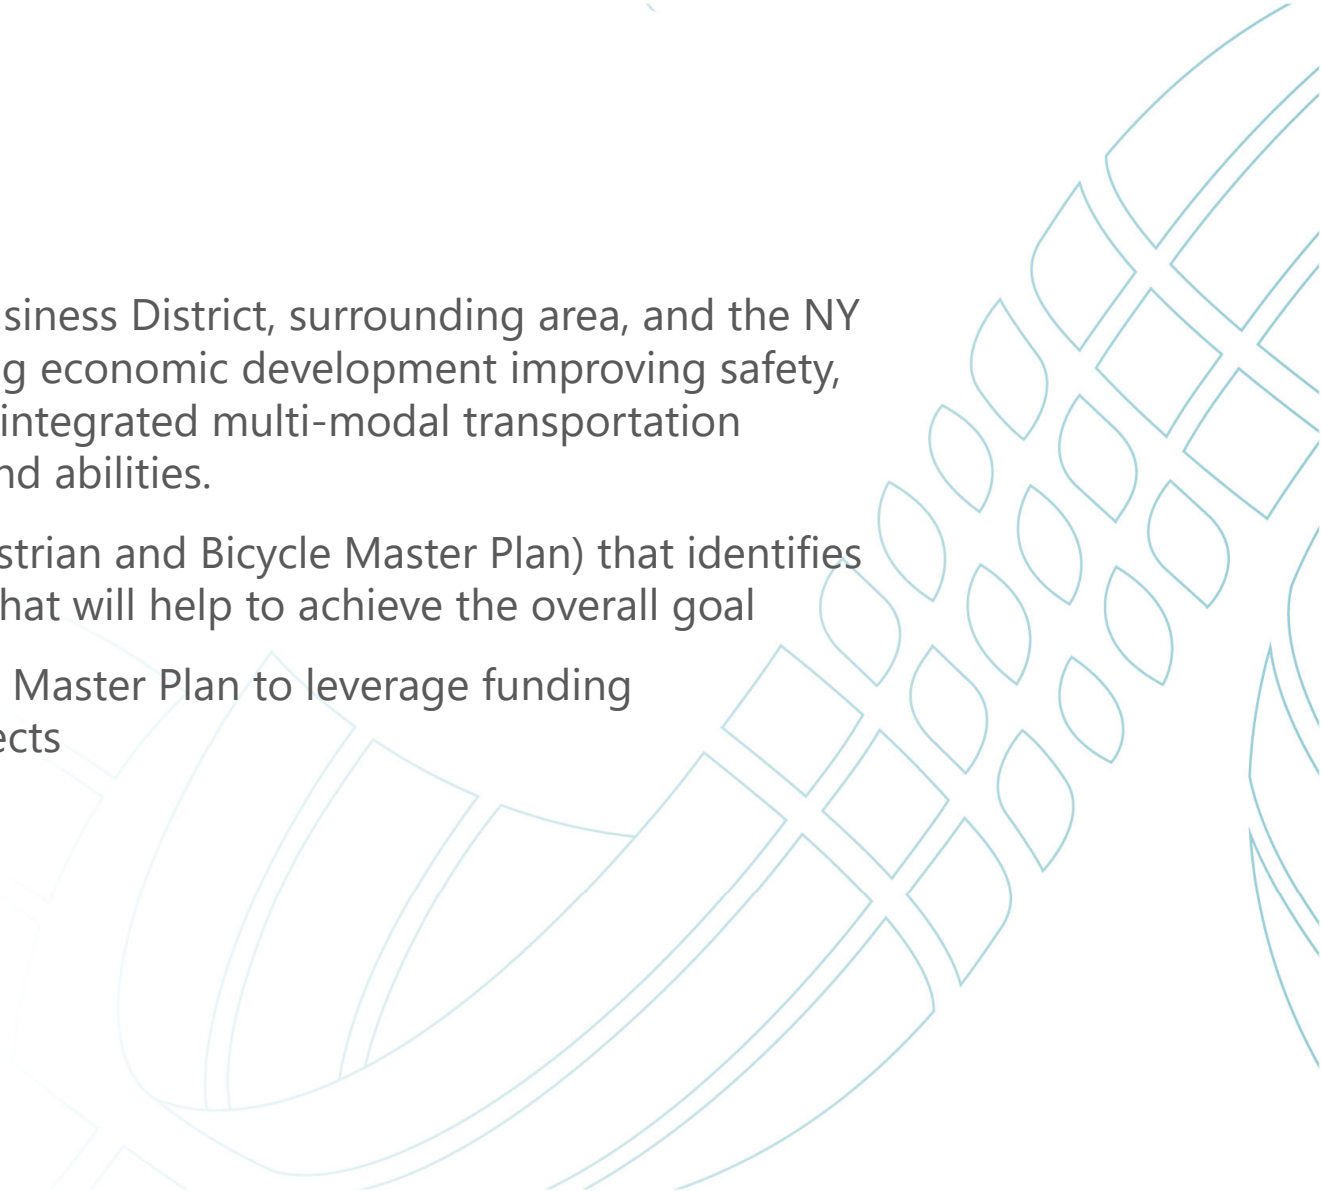 siness District, surrounding area, and the NY
g economic development improving safety,
integrated multi-modal transportation
nd abilities.
strian and Bicycle Master Plan) that identifies
hat will help to achieve the overall goal
Master Plan to leverage funding
ects